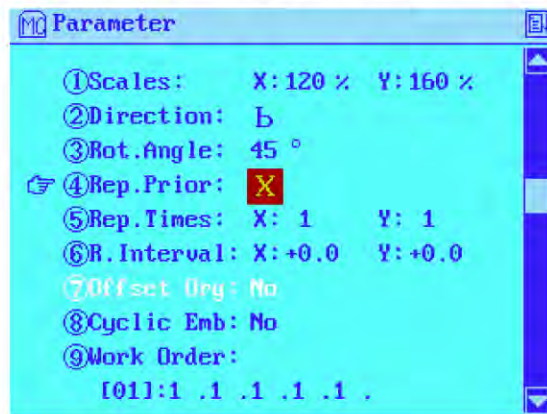 MC Parameter
①Scales: X:120 % Y:160 %
②Direction: Ь
③Rot.Angle: 45 °
④Rep.Prior: X
⑤Rep.Times: X: 1 Y: 1
⑥R.Interval: X:+0.0 Y:+0.0
⑦Offset Org: No
⑧Cyclic Emb: No
⑨Work Order:
[01]:1 .1 .1 .1 .1 .